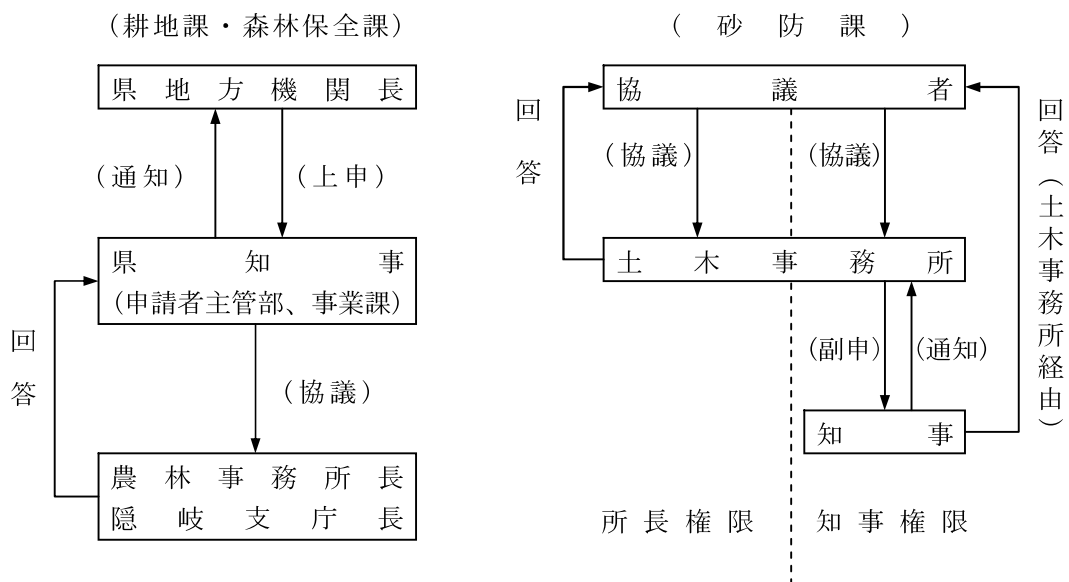 （耕地課・森林保全課）
県地方機関長
（通知）
（上申）
県知事
（申請者主管部、事業課）
回答
（協議）
農林事務所長
隠岐支庁長
（砂防課）
協議者
回答
（協議）
（協議）
回答（土木事務所経由）
土木事務所
（副申）
（通知）
知事
所長権限
知事権限